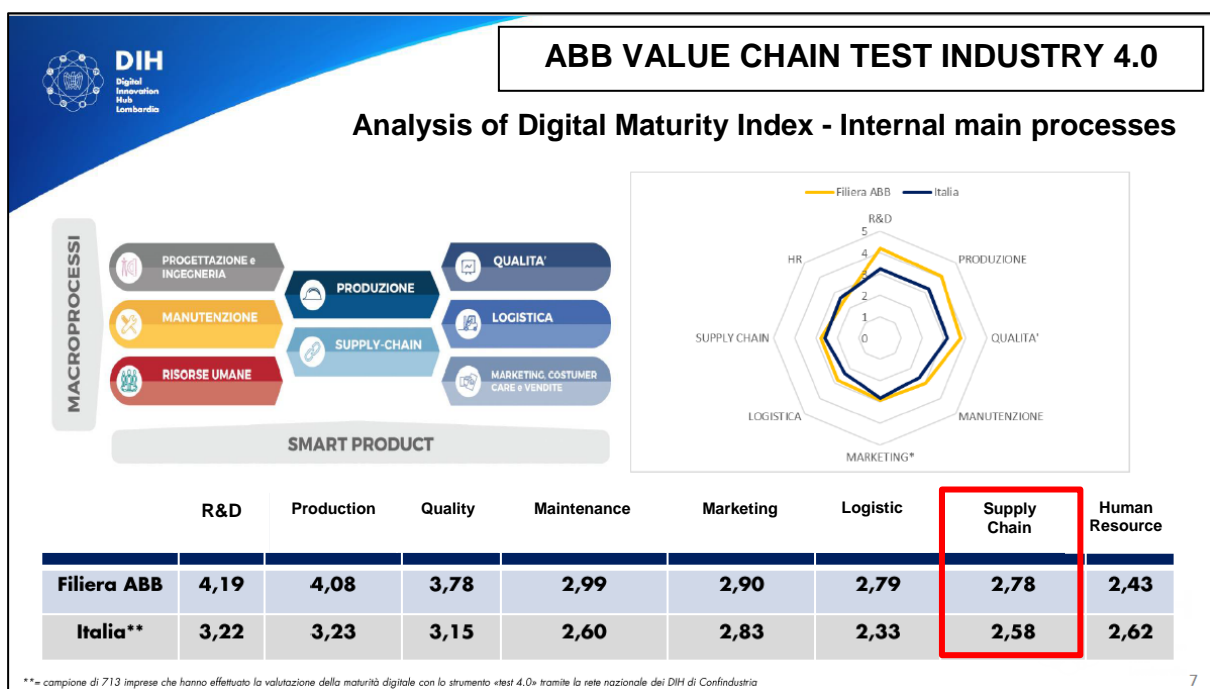 DIH
Digital
Innovation
Hub
Lombardia
ABB VALUE CHAIN TEST INDUSTRY 4.0
Analysis of Digital Maturity Index - Internal main processes
MACROPROCESSI
PROGETTAZIONE e
INGEGNERIA
MANUTENZIONE
RISORSE UMANE
PRODUZIONE
SUPPLY-CHAIN
QUALITA'
LOGISTICA
MARKETING, COSTUMER
CARE e VENDITE
SMART PRODUCT
Filiera ABB Italia
R&D
PRODUZIONE
QUALITA'
MANUTENZIONE
MARKETING*
LOGISTICA
SUPPLY CHAIN
HR
5
4
3
2
1
0
R&D Production Quality Maintenance Marketing Logistic Supply Human
Chain Resource
Filiera ABB 4,19 4,08 3,78 2,99 2,90 2,79 2,78 2,43
Italia** 3,22 3,23 3,15 2,60 2,83 2,33 2,58 2,62
**= campione di 713 imprese che hanno effettuato la valutazione della maturità digitale con lo strumento «test 4.0» tramite la rete nazionale dei DIH di Confindustria
7